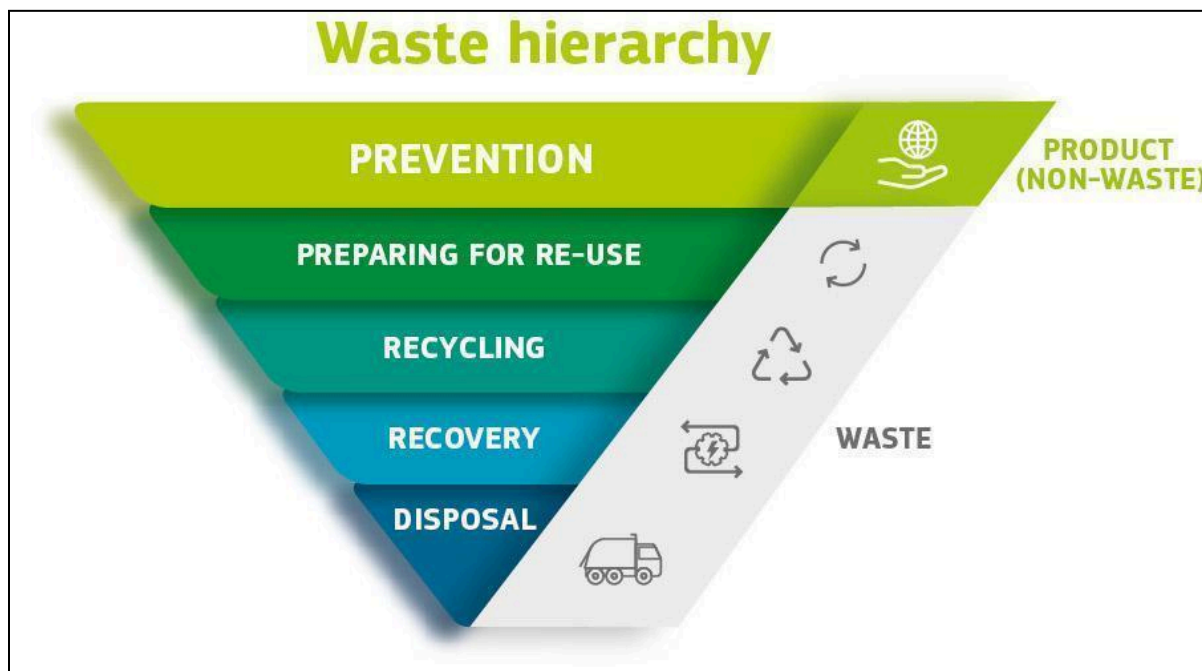 Waste hierarchy
PREVENTION
PRODUCT
(NON-WASTE)
PREPARING FOR RE-USE
RECYCLING
RECOVERY
WASTE
DISPOSAL